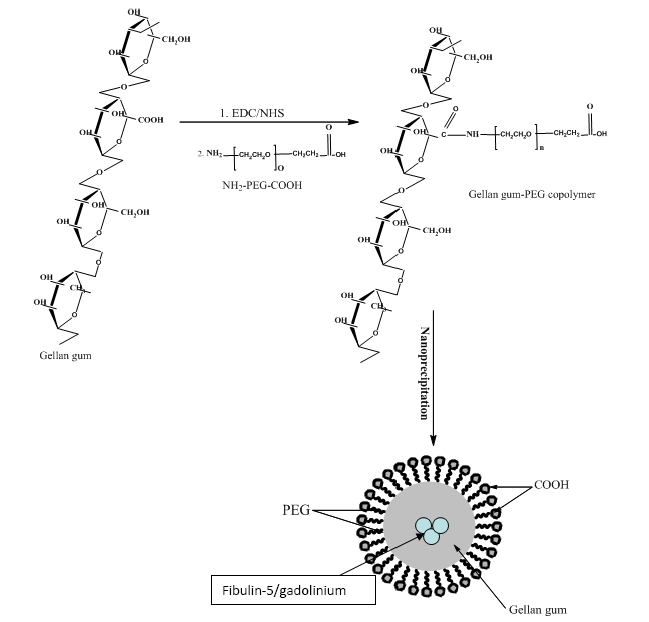 OH
CH2OH
OH
O
O
OH
COOH
OH
O
O
OH
CH2OH
OH
O
O
OH
CH3
OH
O
Gellan gum
1. EDC/NHS
2. NH2 CH2CH2O O CH2CH2 O OH
NH2-PEG-COOH
OH
CH2OH
OH
O
O
O
OH
C NH CH2CH2O n CH2CH2 O OH
OH
O
O
OH
CH2OH
OH
O
O
OH
CH3
OH
O
Gellan gum-PEG copolymer
Nanoprecipitation
COOH
PEG
Fibulin-5/gadolinium
Gellan gum